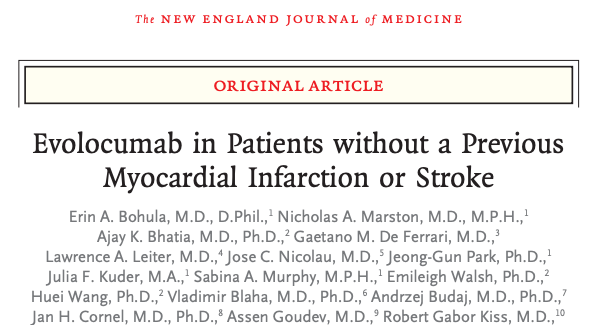 The NEW ENGLAND JOURNAL of MEDICINE
ORIGINAL ARTICLE
Evolocumab in Patients without a Previous
Myocardial Infarction or Stroke
Erin A. Bohula, M.D., D.Phil.,1 Nicholas A. Marston, M.D., M.P.H.,1
Ajay K. Bhatia, M.D., Ph.D.,2 Gaetano M. De Ferrari, M.D.,3
Lawrence A. Leiter, M.D.,4 Jose C. Nicolau, M.D.,5 Jeong-Gun Park, Ph.D.,1
Julia F. Kuder, M.A.,1 Sabina A. Murphy, M.P.H.,1 Emileigh Walsh, Ph.D.,2
Huei Wang, Ph.D.,2 Vladimir Blaha, M.D., Ph.D.,6 Andrzej Budaj, M.D., Ph.D.,7
Jan H. Cornel, M.D., Ph.D.,8 Assen Goudev, M.D.,9 Robert Gabor Kiss, M.D.,10